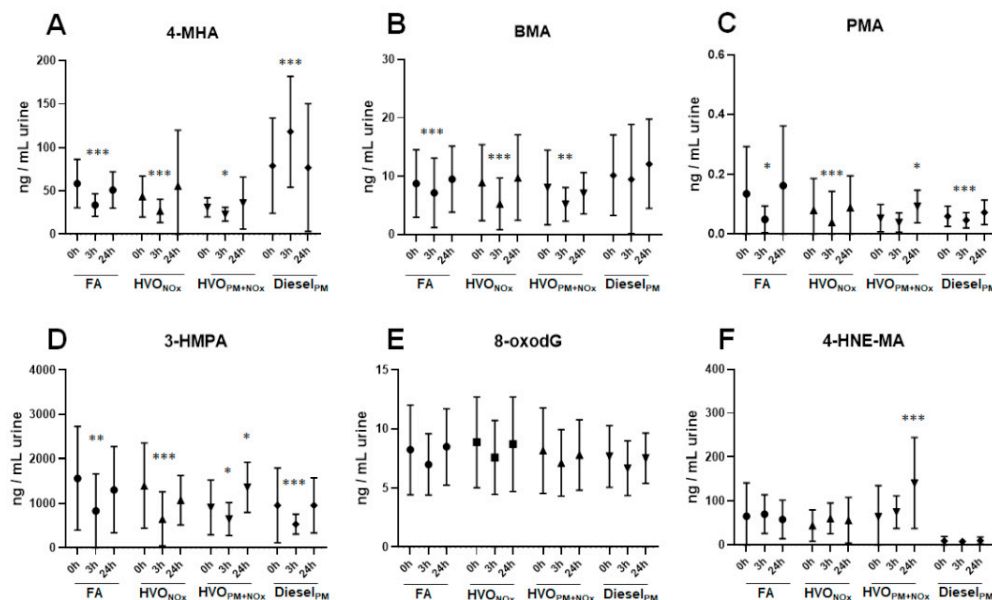 A
4-MHA
ng / mL urine
200
150
100
50
0
***
***
*
***
0h 3h 24h 0h 3h 24h 0h 3h 24h 0h 3h 24h
FA HVONOx HVOPM+NOx DieselPM
B
BMA
ng / mL urine
40
30
20
10
0
***
***
**
0h 3h 24h 0h 3h 24h 0h 3h 24h 0h 3h 24h
FA HVONOx HVOPM+NOx DieselPM
C
PMA
ng / mL urine
0.6
0.4
0.2
0.0
*
***
*
***
0h 3h 24h 0h 3h 24h 0h 3h 24h 0h 3h 24h
FA HVONOx HVOPM+NOx DieselPM
D
3-HMPA
ng / mL urine
4000
3000
2000
1000
0
**
***
*
*
***
0h 3h 24h 0h 3h 24h 0h 3h 24h 0h 3h 24h
FA HVONOx HVOPM+NOx DieselPM
E
8-oxodG
ng / mL urine
15
10
5
0
0h 3h 24h 0h 3h 24h 0h 3h 24h 0h 3h 24h
FA HVONOx HVOPM+NOx DieselPM
F
4-HNE-MA
ng / mL urine
400
300
200
100
0
***
0h 3h 24h 0h 3h 24h 0h 3h 24h 0h 3h 24h
FA HVONOx HVOPM+NOx DieselPM